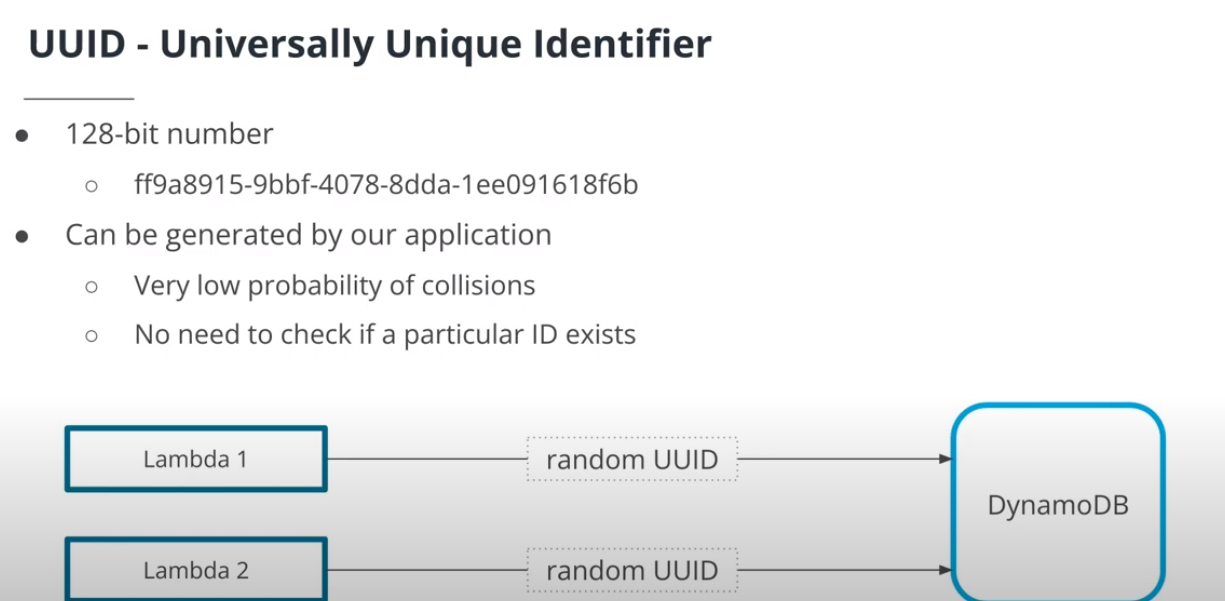 UUID - Universally Unique Identifier
● 128-bit number
○ ff9a8915-9bbf-4078-8dda-1ee091618f6b
● Can be generated by our application
○ Very low probability of collisions
○ No need to check if a particular ID exists
Lambda 1
random UUID
DynamoDB
Lambda 2
random UUID